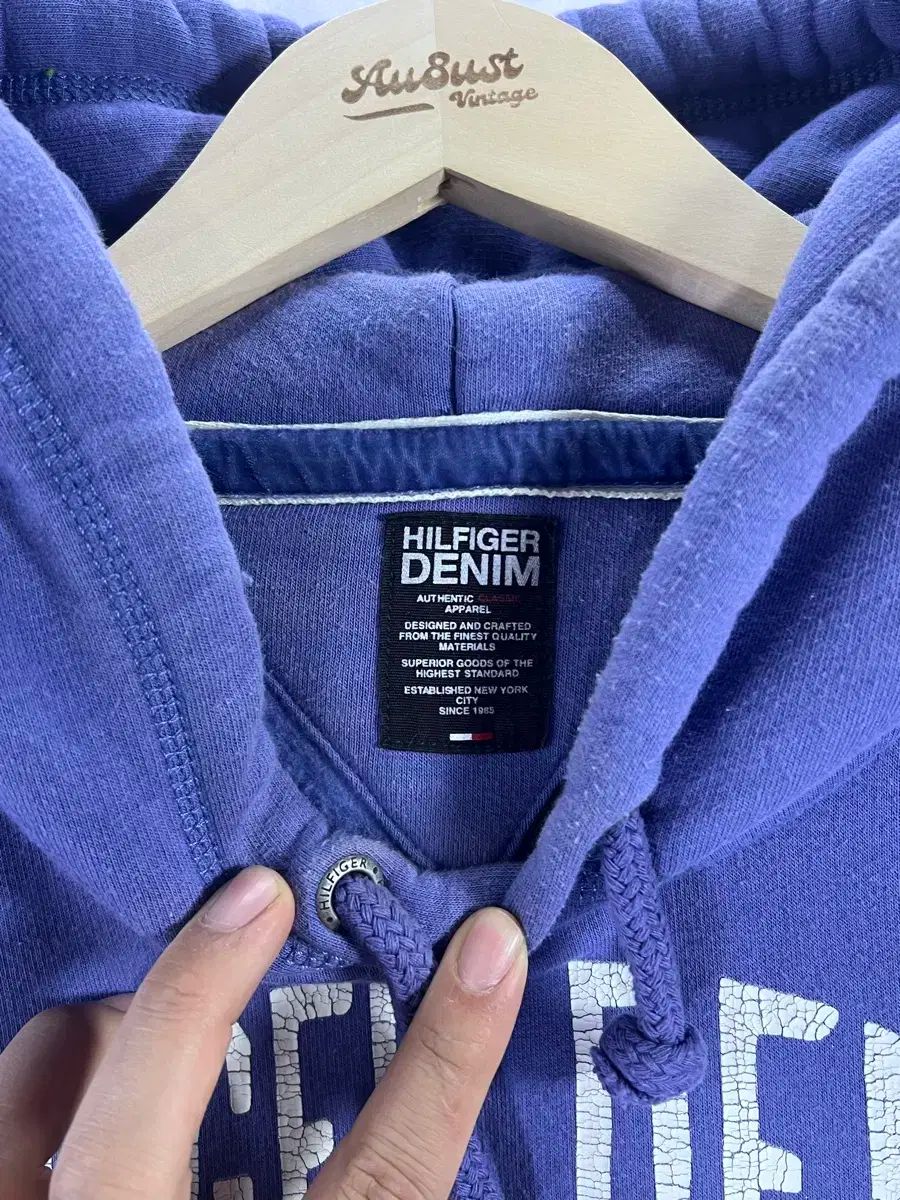 August
Vintage
HILFIGER
DENIM
AUTHENTIC CLASSIC
APPAREL
DESIGNED AND CRAFTED
FROM THE FINEST QUALITY
MATERIALS
SUPERIOR GOODS OF THE
HIGHEST STANDARD
ESTABLISHED NEW YORK
CITY
SINCE 1985
HILFIGER